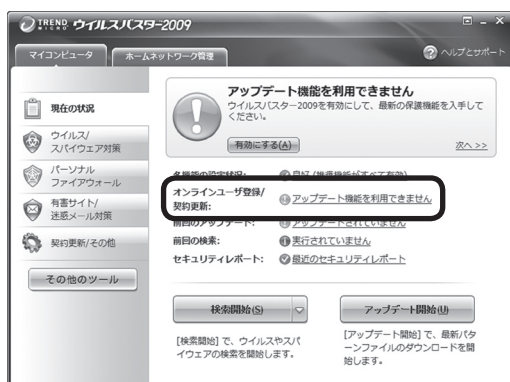 TREND MICRO ウイルスバスター2009
マイコンピュータ
ホームネットワーク管理
ヘルプとサポート
現在の状況
ウイルス/
スパイウェア対策
パーソナル
ファイアウォール
有害サイト/
迷惑メール対策
契約更新/その他
その他のツール
アップデート機能を利用できません
ウイルスバスター2009を有効にして、最新の保護機能を入手して
ください。
有効にする(A)
次へ >>
各機能の設定状況: 良好 (推奨機能がすべて有効)
オンラインユーザ登録/
契約更新: アップデート機能を利用できません
前回のアップデート: アップデートされていません
前回の検索: 実行されていません
セキュリティレポート: 最近のセキュリティレポート
検索開始(S)
アップデート開始(U)
[検索開始] で、ウイルスやスパ
イウェアの検索を開始します。
[アップデート開始] で、最新パタ
ーンファイルのダウンロードを開
始します。